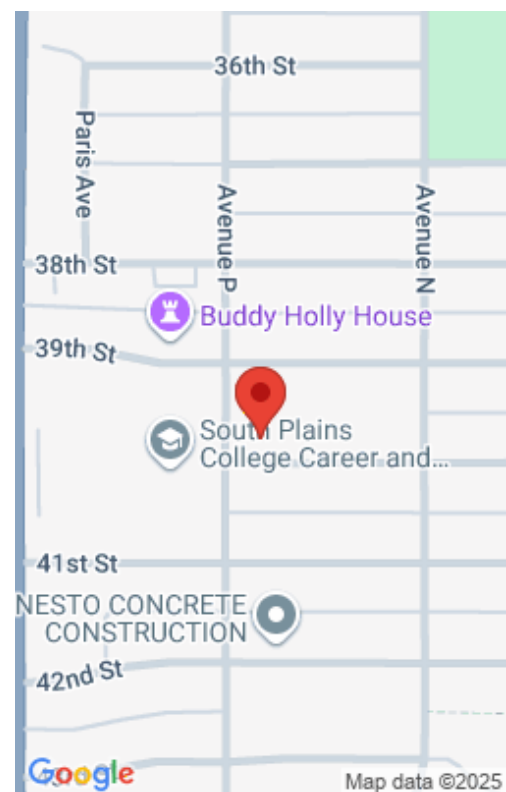 36th St
Paris Ave
Avenue P
Avenue N
38th St
Buddy Holly House
39th St
South Plains
College Career and...
41st St
NESTO CONCRETE
CONSTRUCTION
42nd St
Google
Map data ©2025